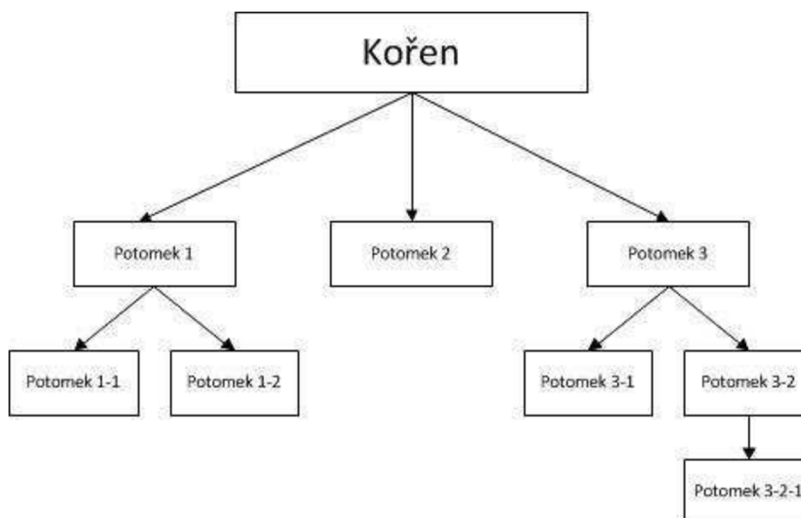 Kořen
Potomek 1
Potomek 2
Potomek 3
Potomek 1-1
Potomek 1-2
Potomek 3-1
Potomek 3-2
Potomek 3-2-1